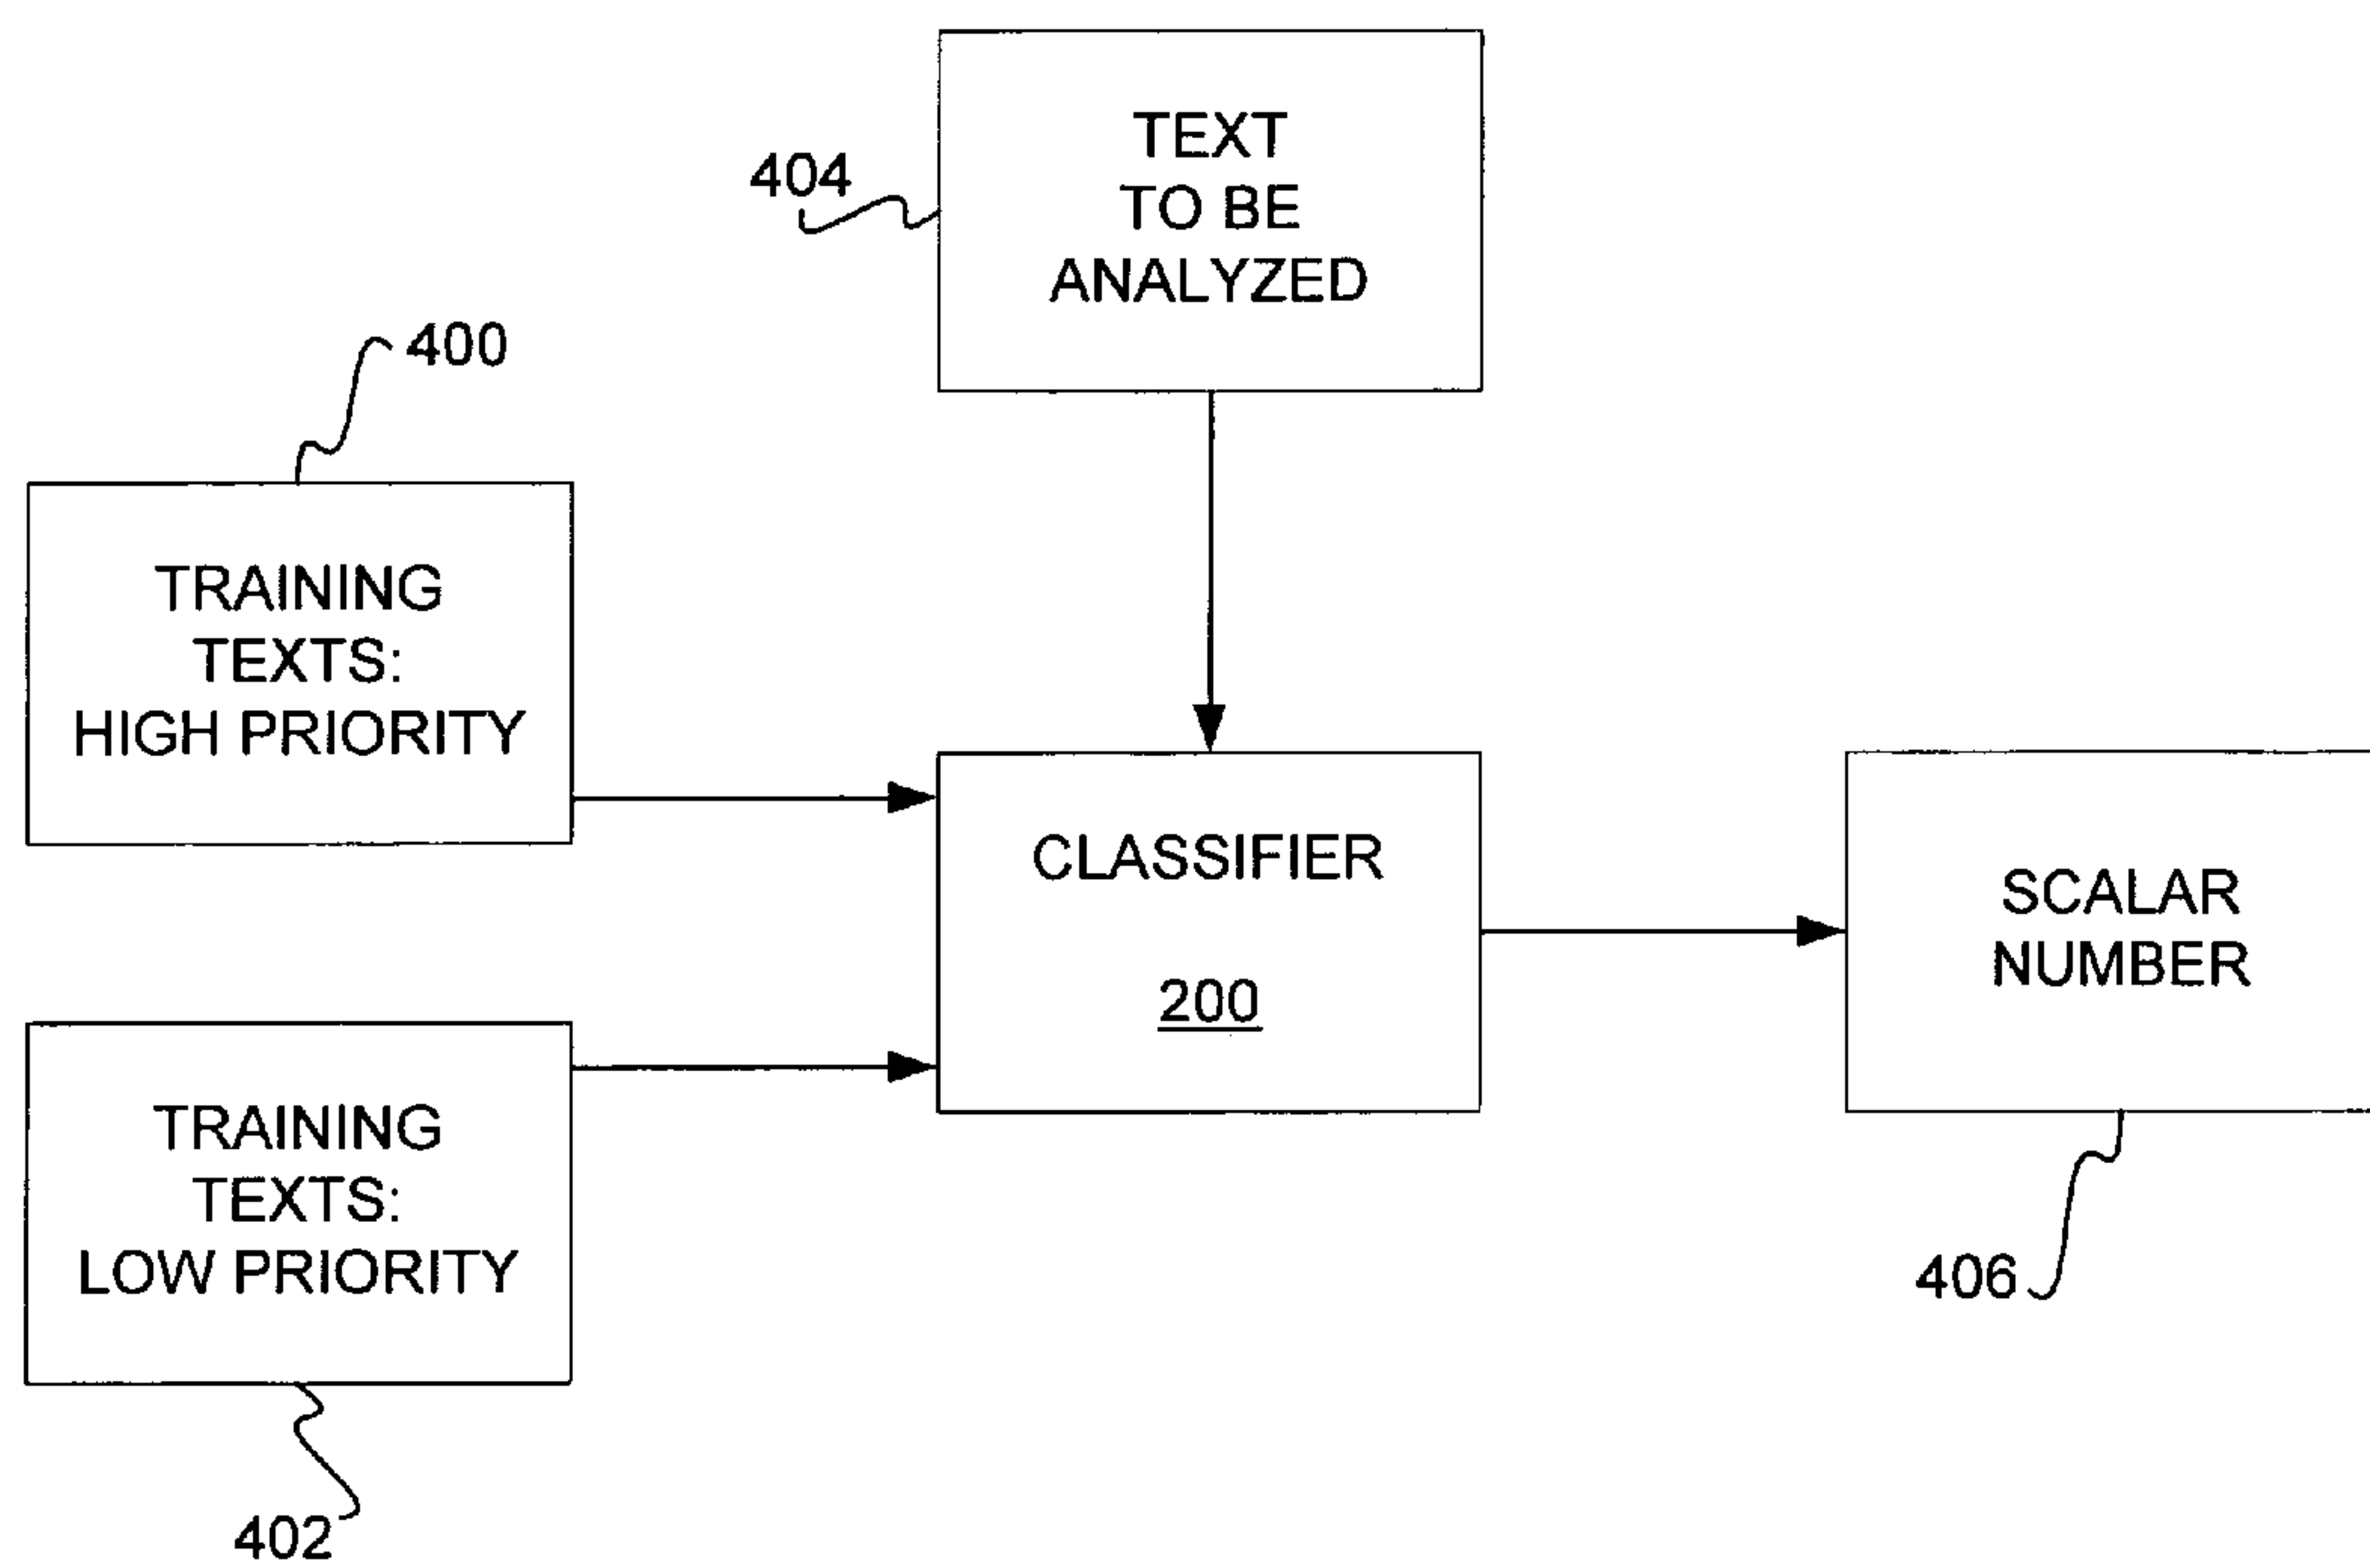 TEXT
TO BE
ANALYZED
404
400
TRAINING
TEXTS:
HIGH PRIORITY
CLASSIFIER
200
SCALAR
NUMBER
TRAINING
TEXTS:
LOW PRIORITY
406
402